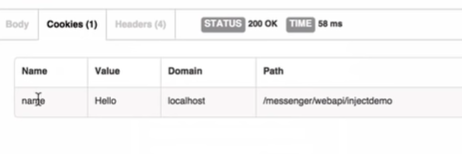 Body Cookies (1) Headers (4) STATUS 200 OK TIME 58 ms
Name Value Domain Path
name Hello localhost /messenger/webapi/injectdemo